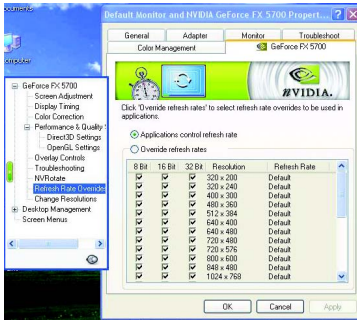 Documents
Computer
Default Monitor and NVIDIA GeForce FX 5700 Propert...
General
Adapter
Monitor
Troubleshoot
Color Management
GeForce FX 5700
NVIDIA.
GeForce FX 5700
Screen Adjustment
Display Timing
Color Correction
Performance & Quality S
Direct3D Settings
OpenGL Settings
Overlay Controls
Troubleshooting
NVRotate
Refresh Rate Overrides
Change Resolutions
Desktop Management
Screen Menus
Click 'Override refresh rates' to select refresh rate overrides to be used in
applications.
Applications control refresh rate
Override refresh rates
8 Bit 16 Bit 32 Bit Resolution Refresh Rate
320 x 200 Default
320 x 240 Default
400 x 300 Default
480 x 360 Default
512 x 384 Default
640 x 400 Default
640 x 480 Default
720 x 480 Default
720 x 576 Default
800 x 600 Default
848 x 480 Default
1024 x 768 Default
OK
Cancel
Apply